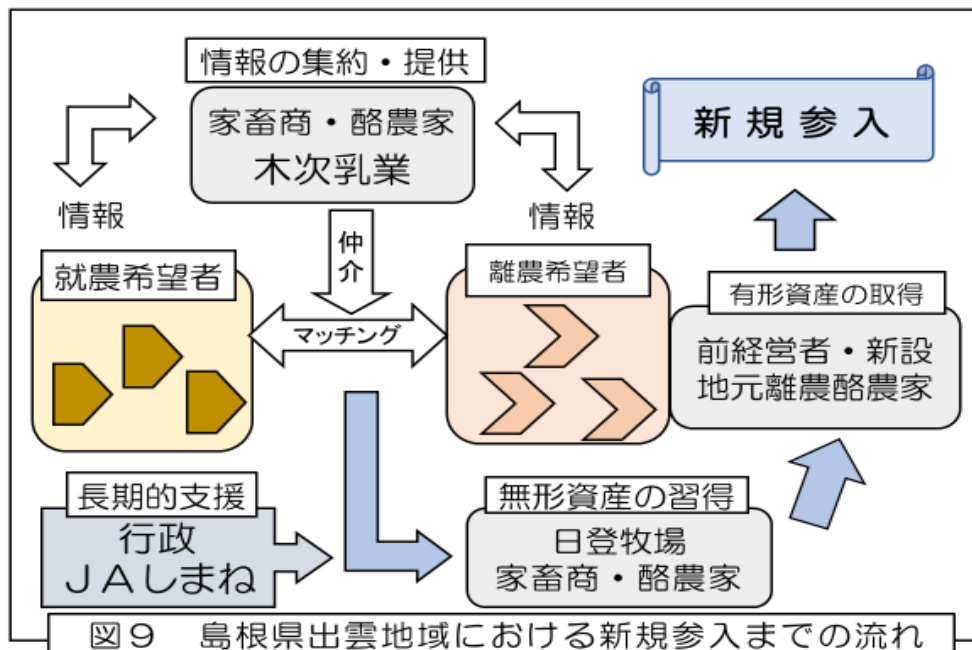 情報の集約・提供
家畜商・酪農家
木次乳業
新規参入
情報
情報
仲介
就農希望者
離農希望者
マッチング
有形資産の取得
前経営者・新設
地元離農酪農家
長期的支援
行政
JAしまね
無形資産の習得
日登牧場
家畜商・酪農家
図9 島根県出雲地域における新規参入までの流れ